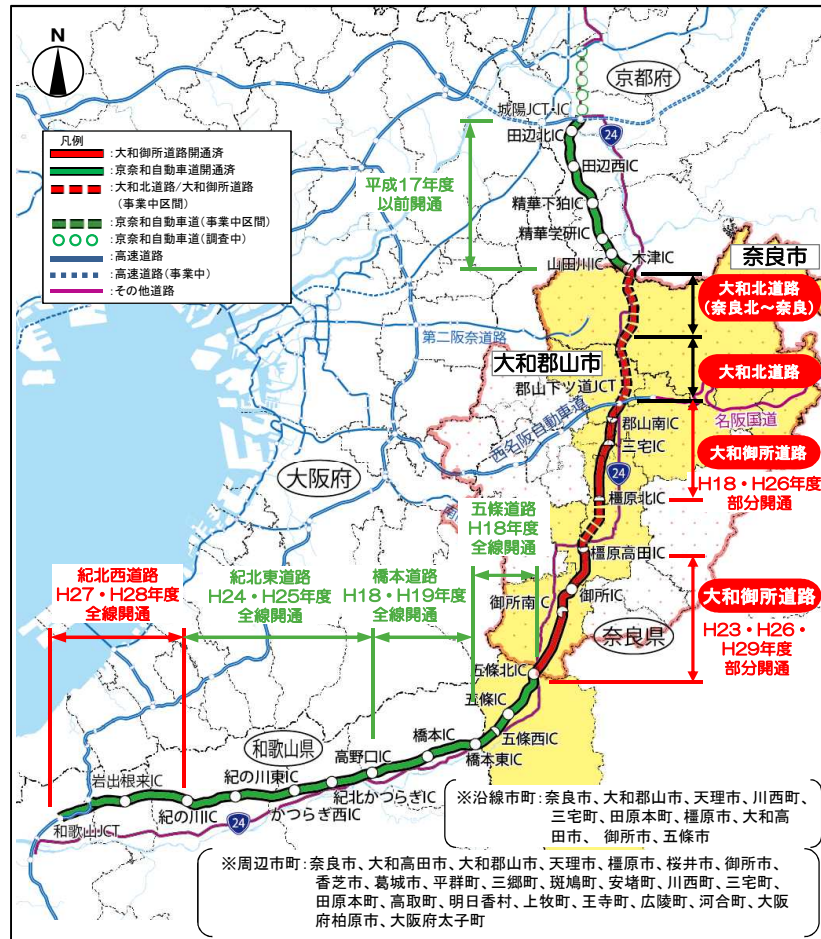 N
京都府
城陽JCT・IC
24
田辺北IC
凡例
:大和御所道路開通済
:京奈和自動車道開通済
:大和北道路/大和御所道路
(事業中区間)
:京奈和自動車道(事業中区間)
:京奈和自動車道(調査中)
:高速道路
:高速道路(事業中)
:その他道路
田辺西IC
平成17年度
以前開通
精華下狛IC
精華学研IC
木津IC
山田川IC
奈良市
大和北道路
(奈良北～奈良)
第二阪奈道路
大和郡山市
大和北道路
郡山下ツ道JCT
西名阪自動車道
名阪国道
郡山南IC
三宅IC
大和御所道路
大阪府
24
H18・H26年度
部分開通
橿原北IC
五條道路
H18年度
全線開通
橿原高田IC
紀北西道路
H27・H28年度
全線開通
紀北東道路
H24・H25年度
全線開通
橋本道路
H18・H19年度
全線開通
御所IC
御所南IC
大和御所道路
H23・H26・
H29年度
部分開通
奈良県
五條北IC
五條IC
五條西IC
橋本東IC
橋本IC
和歌山県
高野口IC
紀北かつらぎIC
紀の川東IC
かつらぎ西IC
岩出根来IC
紀の川IC
24
和歌山JCT
※沿線市町:奈良市、大和郡山市、天理市、川西町、
三宅町、田原本町、橿原市、大和高
田市、 御所市、五條市
※周辺市町:奈良市、大和高田市、大和郡山市、天理市、橿原市、桜井市、御所市、
香芝市、葛城市、平群町、三郷町、斑鳩町、安堵町、川西町、三宅町、
田原本町、高取町、明日香村、上牧町、王寺町、広陵町、河合町、大阪
府柏原市、大阪府太子町